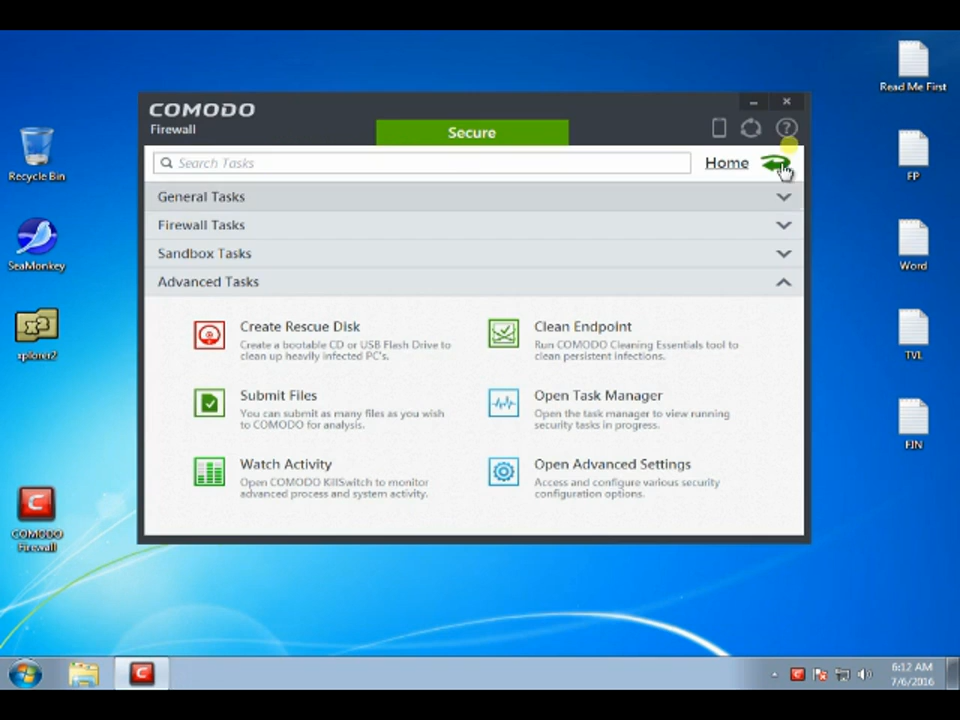 Read Me First
Recycle Bin
SeaMonkey
xplorer2
COMODO
Firewall
COMODO
Firewall
Secure
Search Tasks
Home
General Tasks
Firewall Tasks
Sandbox Tasks
Advanced Tasks
Create Rescue Disk
Create a bootable CD or USB Flash Drive to
clean up heavily infected PC's.
Clean Endpoint
Run COMODO Cleaning Essentials tool to
clean persistent infections.
Submit Files
You can submit as many files as you wish
to COMODO for analysis.
Open Task Manager
Open the task manager to view running
security tasks in progress.
Watch Activity
Open COMODO KillSwitch to monitor
advanced process and system activity.
Open Advanced Settings
Access and configure various security
configuration options.
FP
Word
TVL
FIN
6:12 AM
7/6/2016